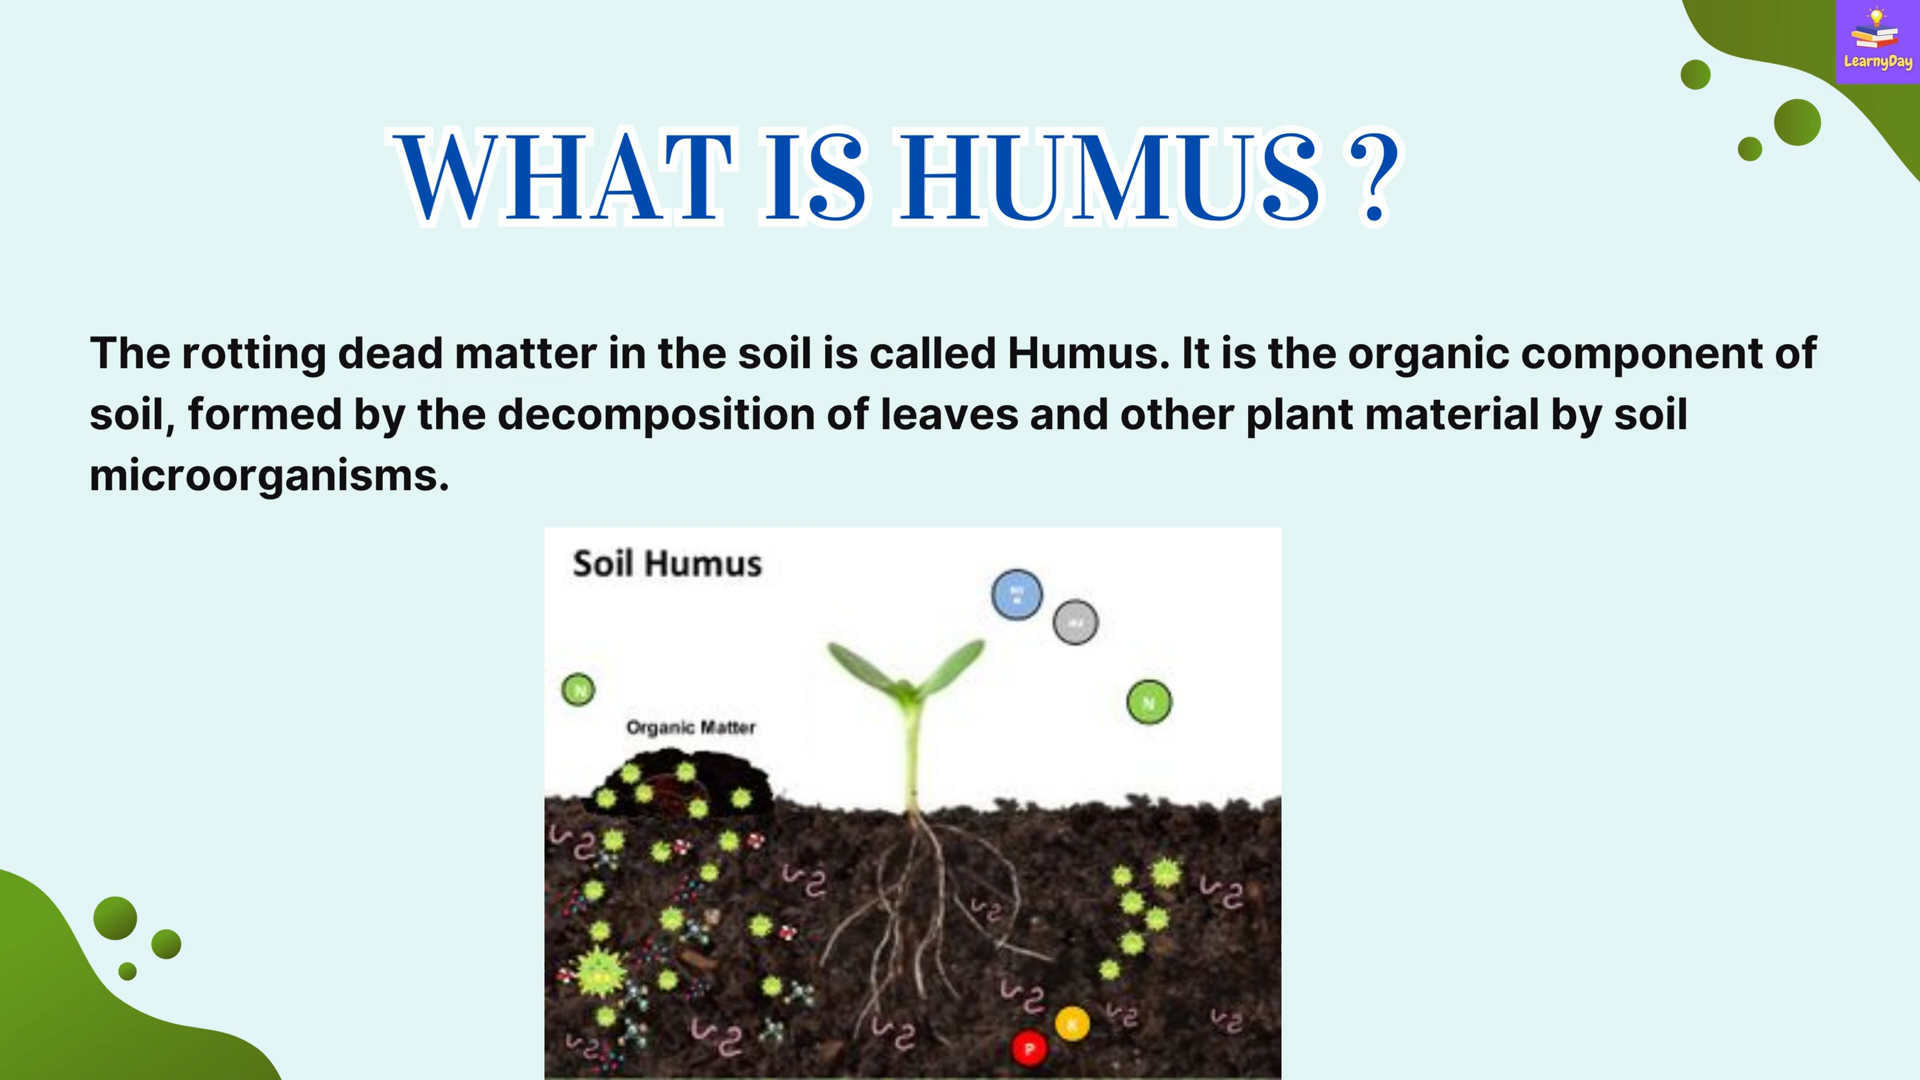 LearnyDay
WHAT IS HUMUS ?
The rotting dead matter in the soil is called Humus. It is the organic component of
soil, formed by the decomposition of leaves and other plant material by soil
microorganisms.
Soil Humus
N
N
Organic Matter
K
P